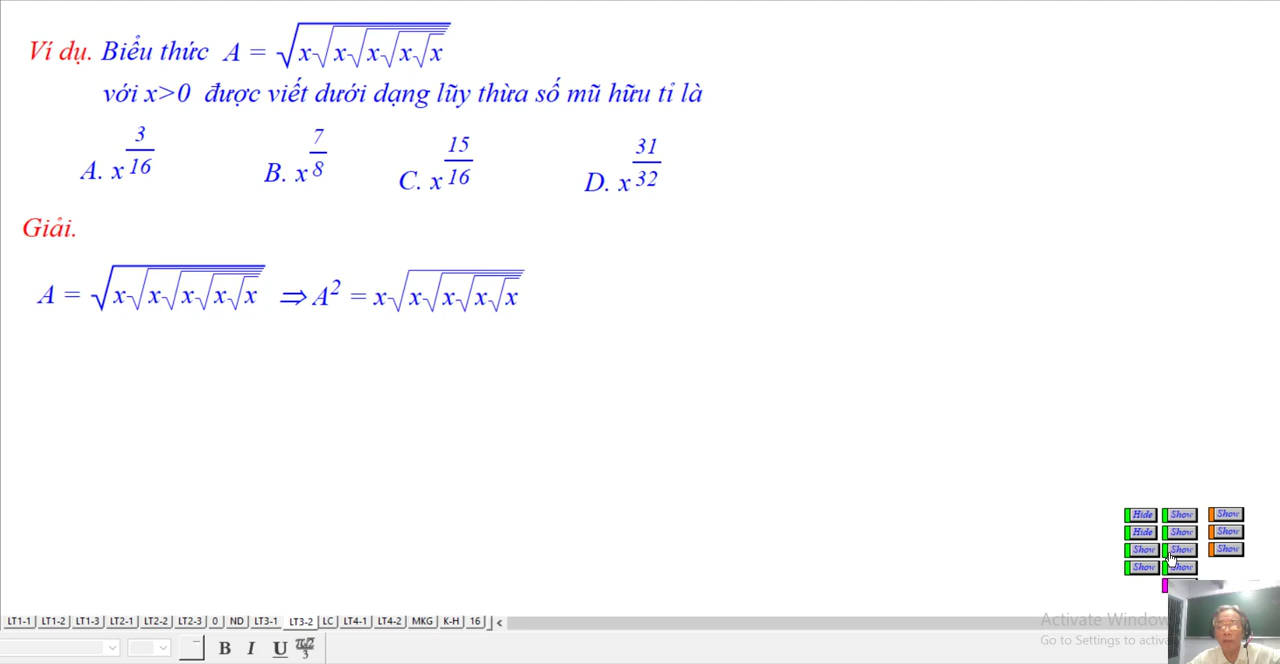 Ví dụ. Biểu thức A = √(x√(x√(x√(x√x))))
với x>0 được viết dưới dạng lũy thừa số mũ hữu tỉ là
A. x^(3/16) B. x^(7/8) C. x^(15/16) D. x^(31/32)
Giải.
A = √(x√(x√(x√(x√x)))) ⇒ A² = x√(x√(x√(x√x)))
Hide Show Show
Hide Show Show
Show Show Show
Show Show
Activate Window
Go to Settings to activa
LT1-1 LT1-2 LT1-3 LT2-1 LT2-2 LT2-3 0 ND LT3-1 LT3-2 LC LT4-1 LT4-2 MKG K-H 16 <
B I U